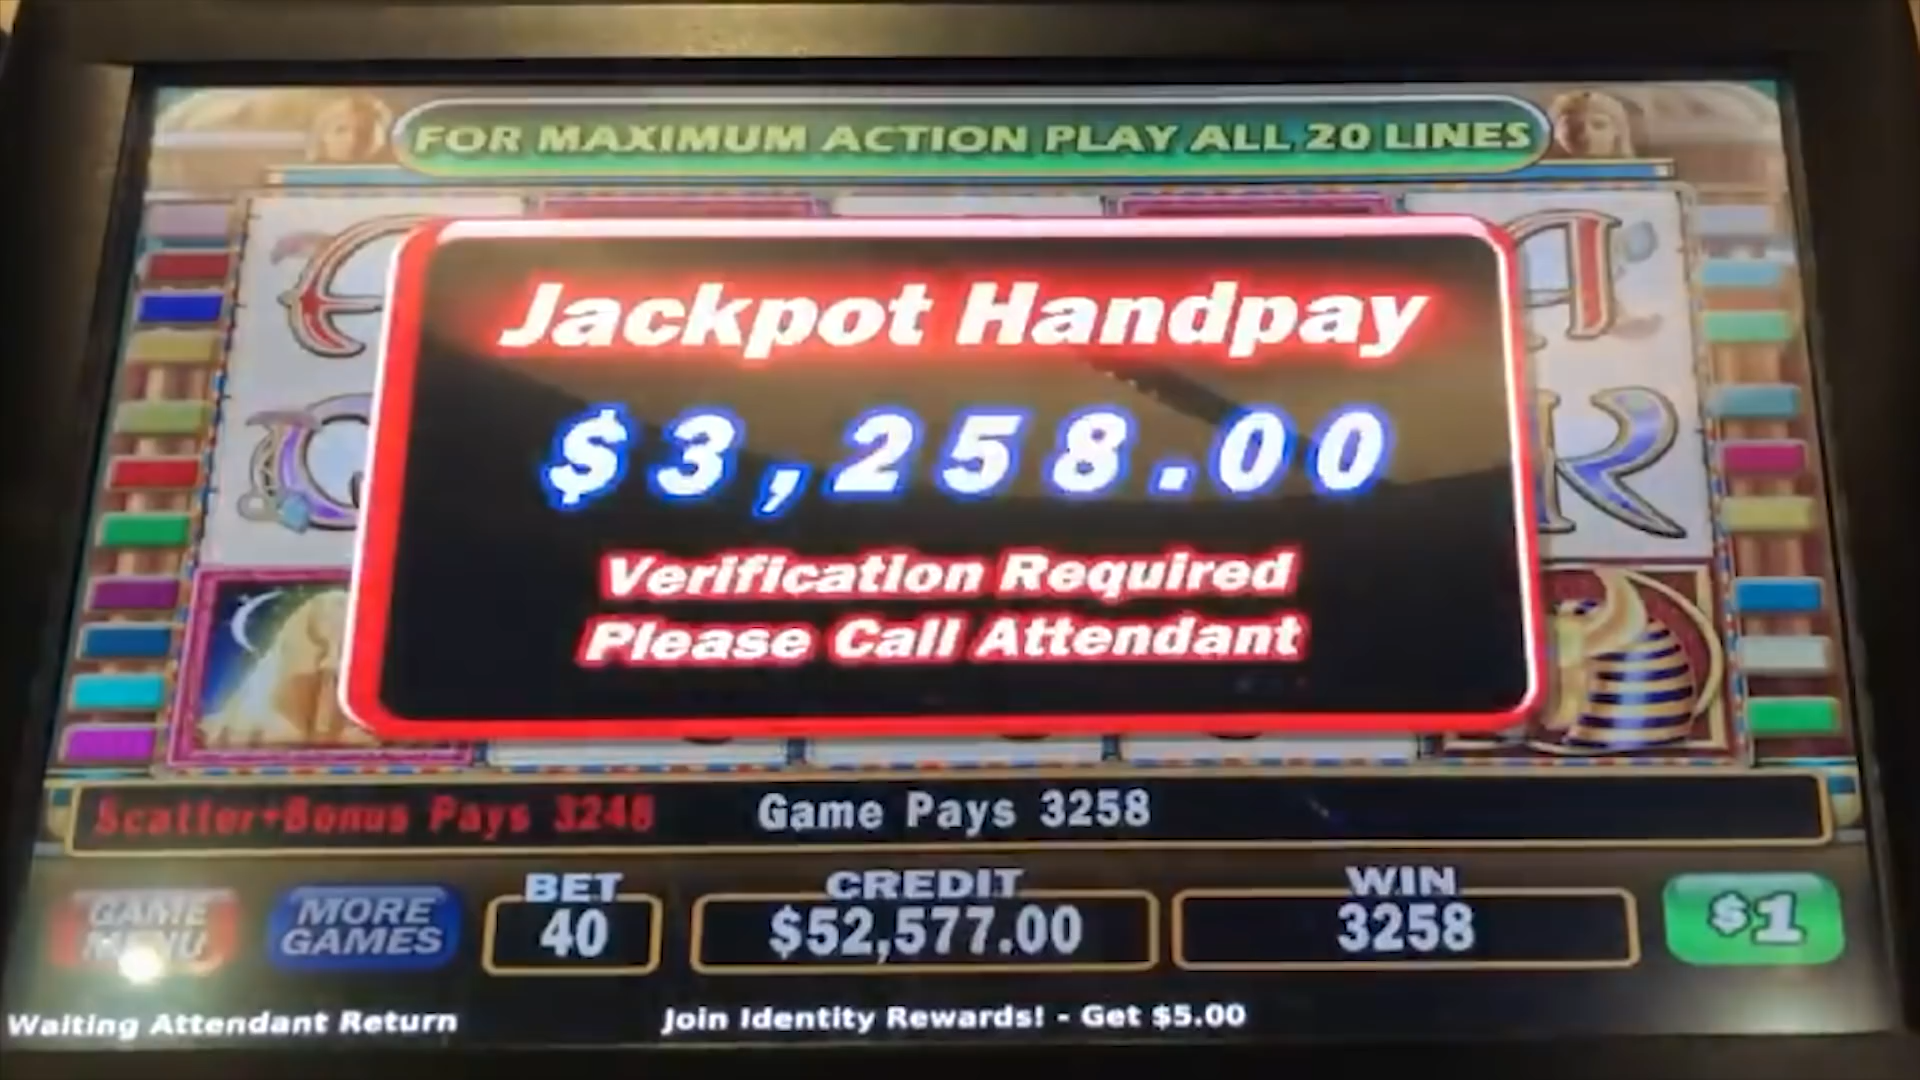 FOR MAXIMUM ACTION PLAY ALL 20 LINES
A
A
Q
K
Jackpot Handpay
$3,258.00
Verification Required
Please Call Attendant
Scatter+Bonus Pays 3248 Game Pays 3258
GAME MENU
MORE GAMES
BET
40
CREDIT
$52,577.00
WIN
3258
$1
Waiting Attendant Return
Join Identity Rewards! - Get $5.00